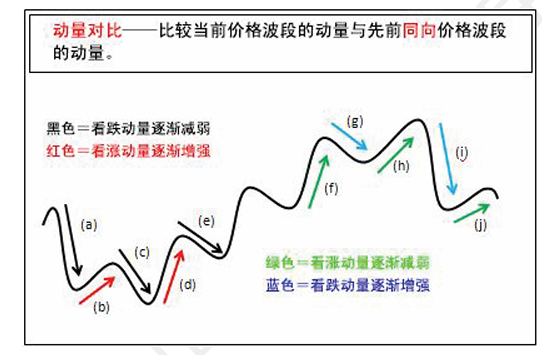 动量对比——比较当前价格波段的动量与先前同向价格波段
的动量。
黑色=看跌动量逐渐减弱
红色=看涨动量逐渐增强
(a)
(b)
(c)
(d)
(e)
(f)
(g)
(h)
(i)
(j)
绿色=看涨动量逐渐减弱
蓝色=看跌动量逐渐增强